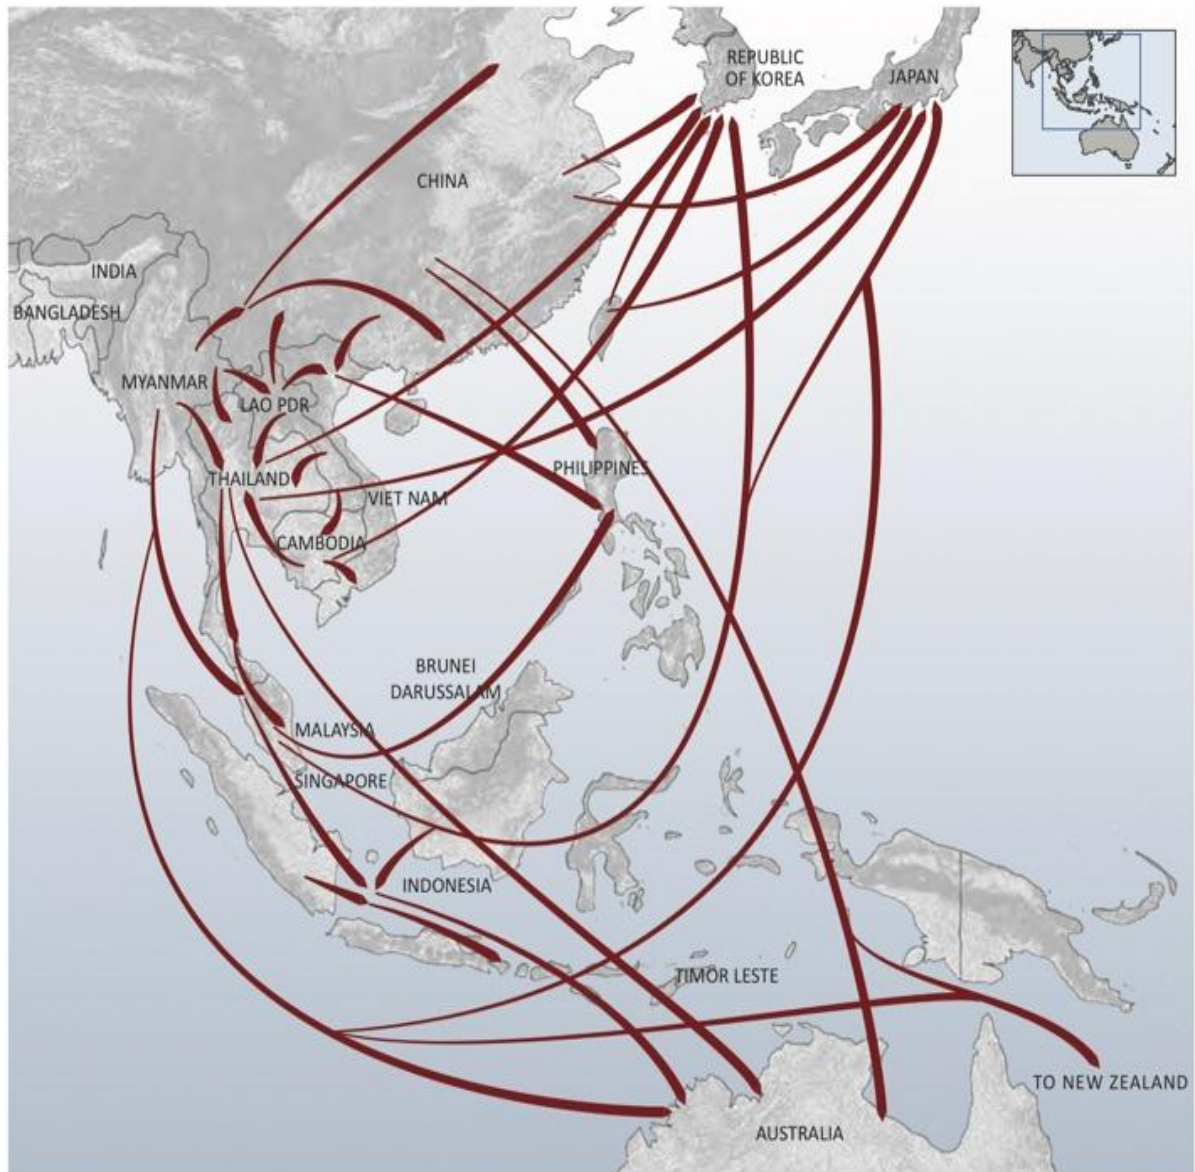 REPUBLIC
OF KOREA
JAPAN
CHINA
INDIA
BANGLADESH
MYANMAR
LAO PDR
THAILAND
PHILIPPINES
VIET NAM
CAMBODIA
BRUNEI
DARUSSALAM
MALAYSIA
SINGAPORE
INDONESIA
TIMOR LESTE
TO NEW ZEALAND
AUSTRALIA